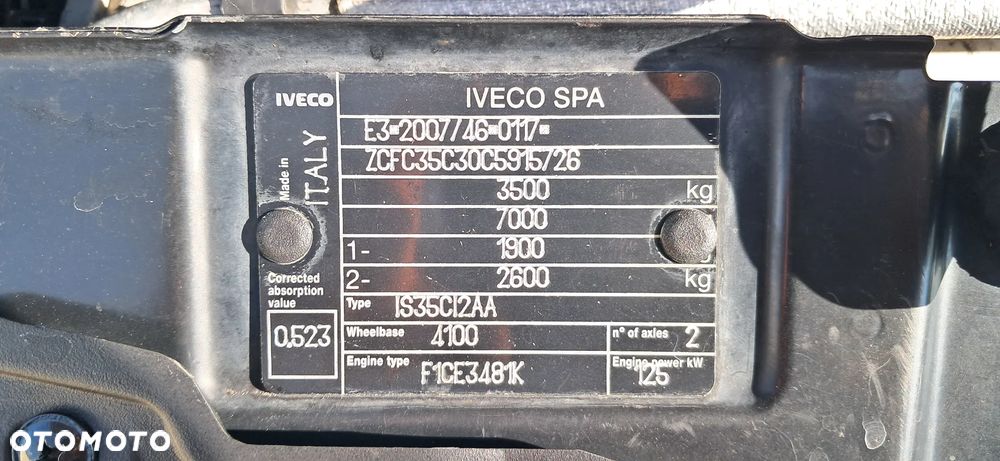 IVECO
IVECO SPA
E3*2007/46*0117*
ZCFC35C30C5915726
3500 kg
7000
1- 1900
2- 2600 kg
Made in ITALY
Corrected
absorption
value
0.523
Type IS35CI2AA
Wheelbase 4100 n° of axles 2
Engine type F1CE3481K Engine power kW 125
OTOMOTO